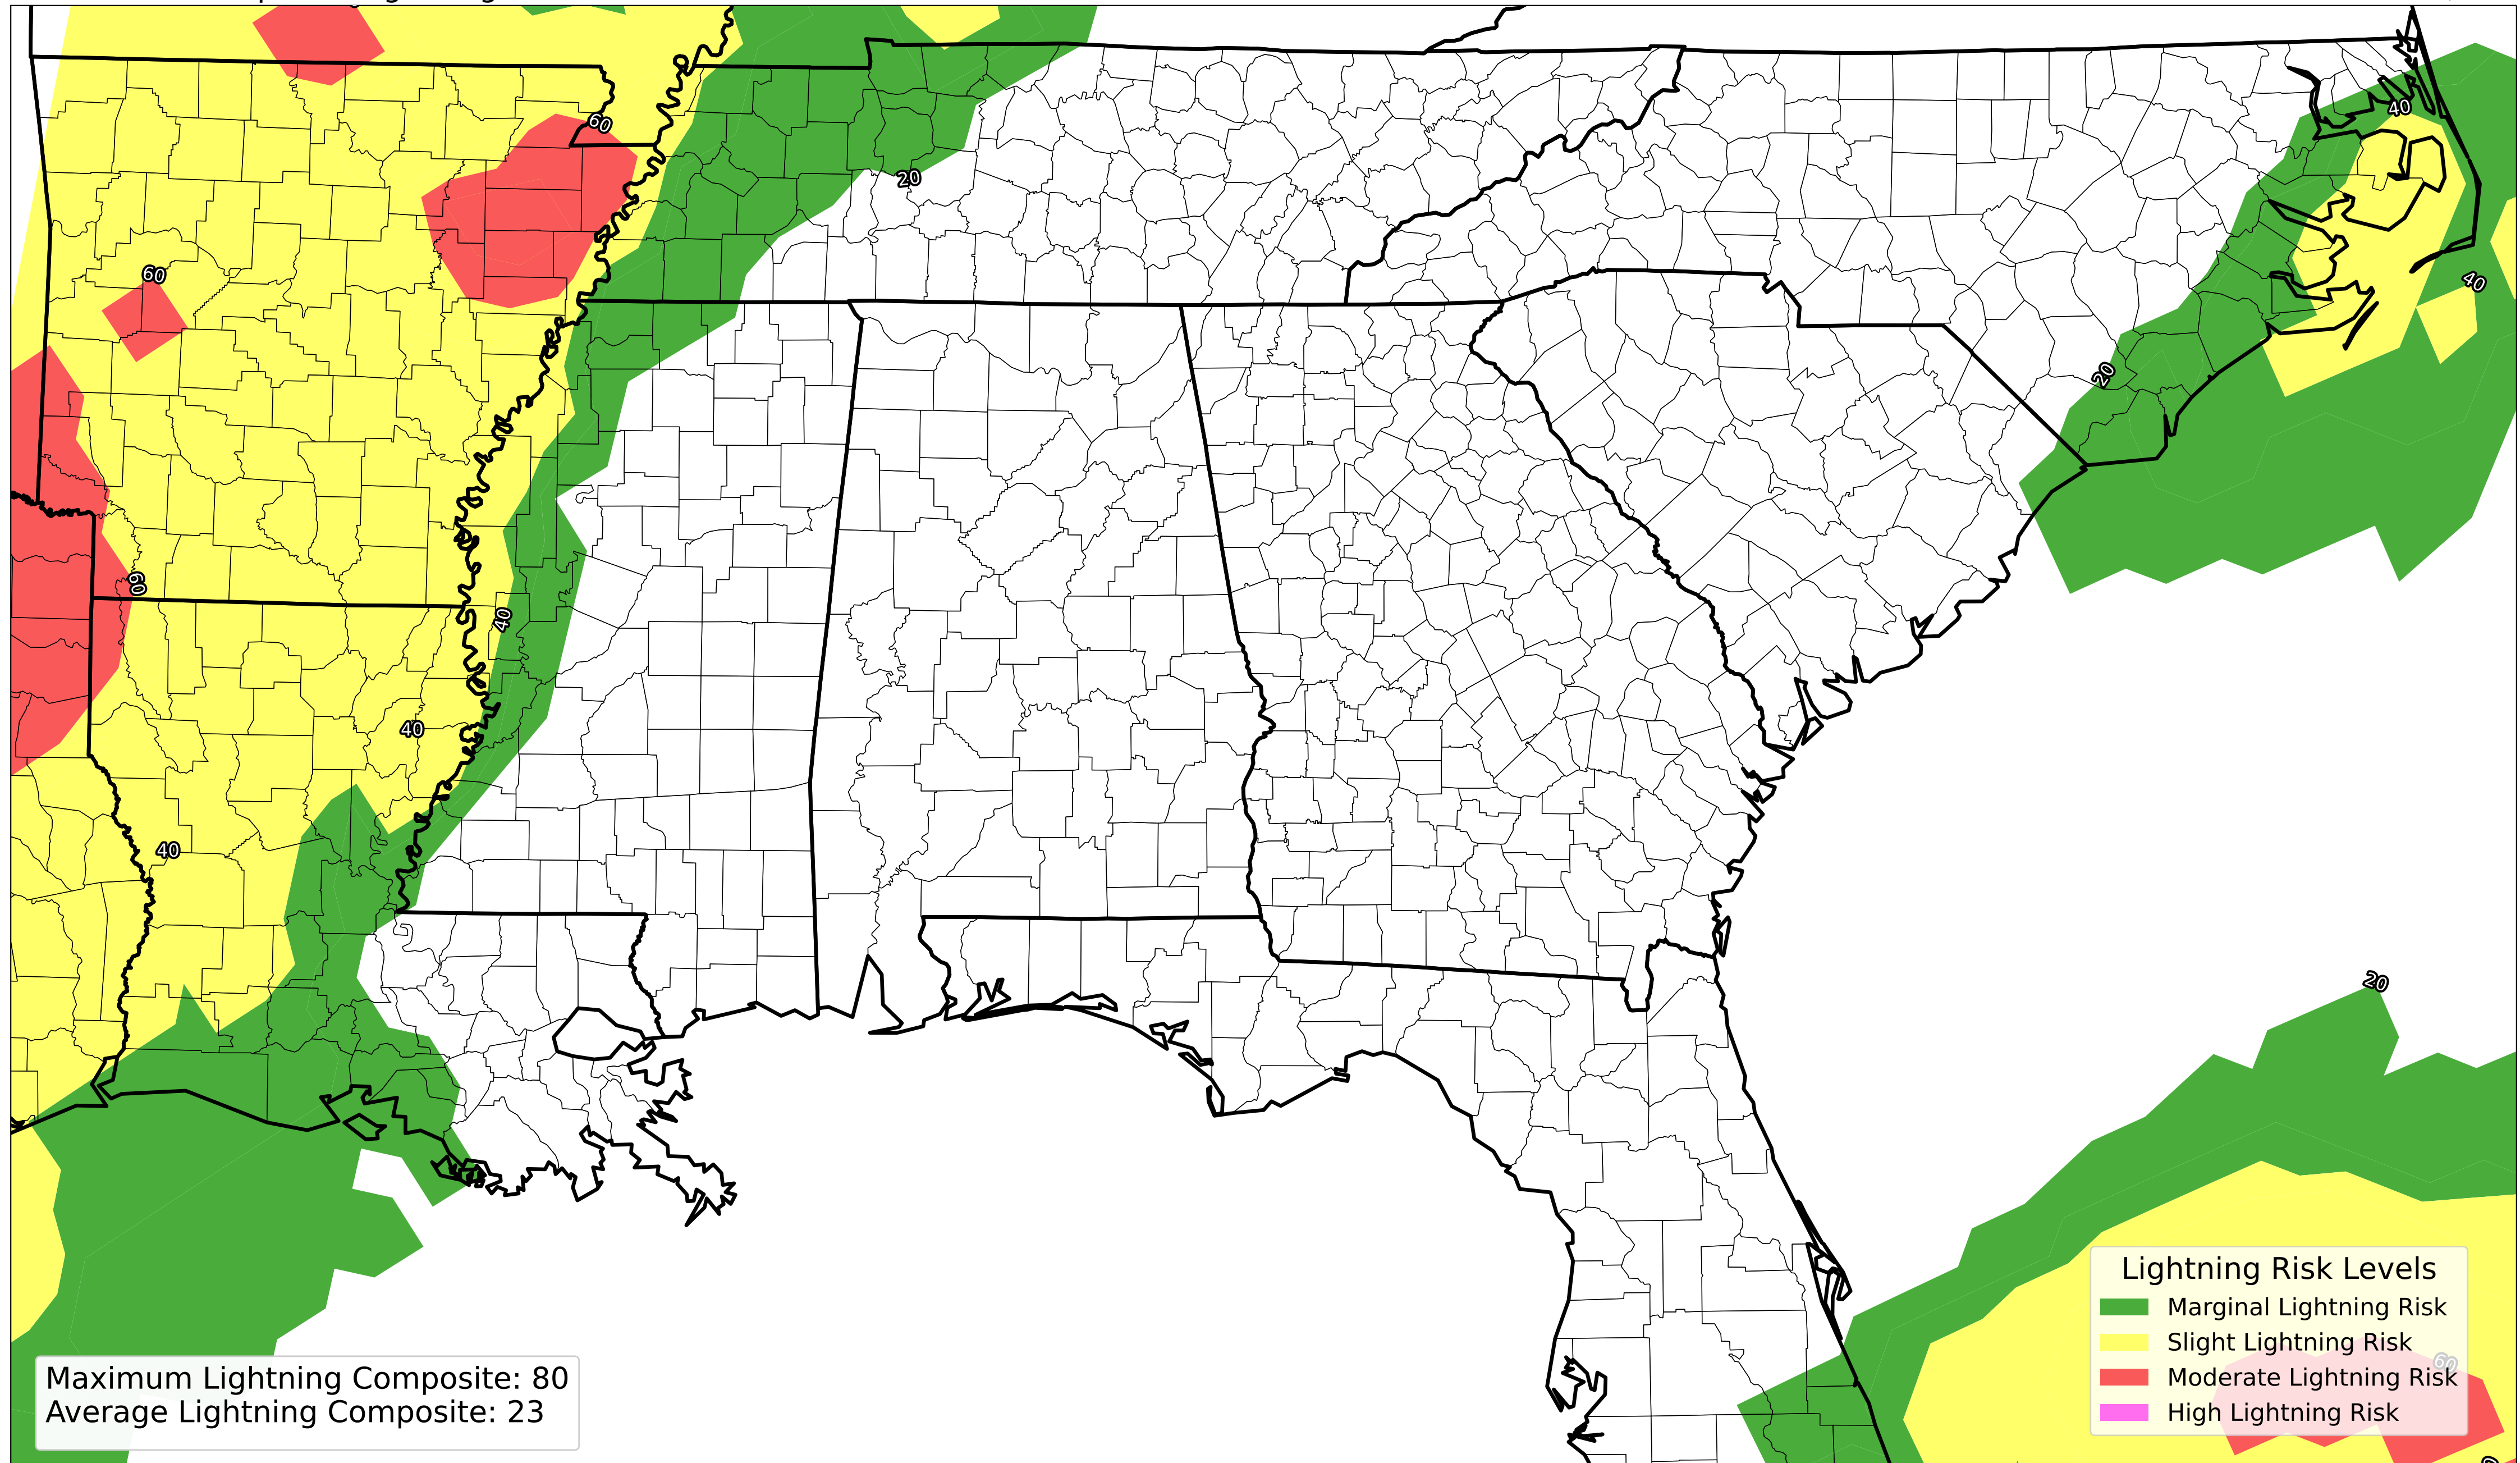 60
40
20
60
40
20
60
40
40
40
20
Lightning Risk Levels
Marginal Lightning Risk
Slight Lightning Risk
60
Moderate Lightning Risk
High Lightning Risk
Maximum Lightning Composite: 80
Average Lightning Composite: 23